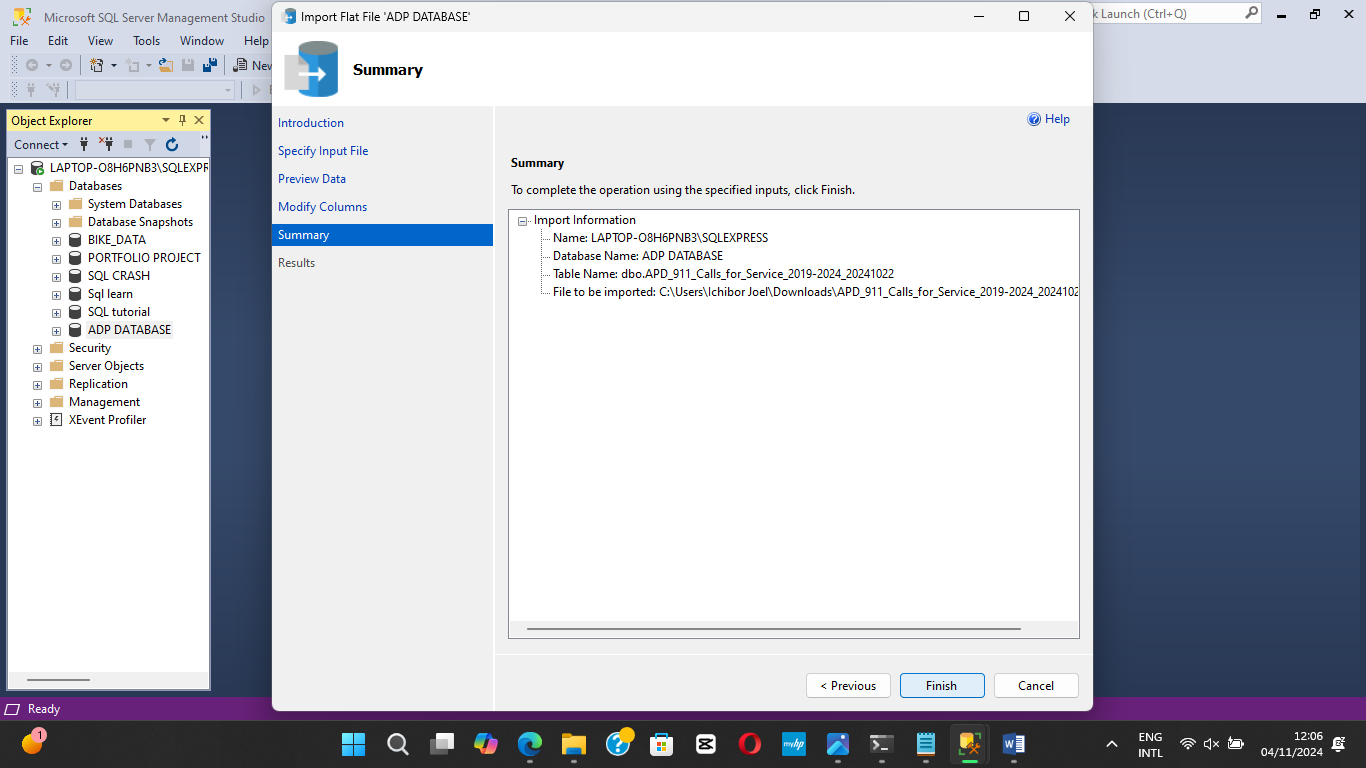 Microsoft SQL Server Management Studio
k Launch (Ctrl+Q)
File Edit View Tools Window Help
New
Object Explorer
Connect
LAPTOP-O8H6PNB3\SQLEXPR
Databases
System Databases
Database Snapshots
BIKE_DATA
PORTFOLIO PROJECT
SQL CRASH
Sql learn
SQL tutorial
ADP DATABASE
Security
Server Objects
Replication
Management
XEvent Profiler
Import Flat File 'ADP DATABASE'
Summary
Introduction
Specify Input File
Preview Data
Modify Columns
Summary
Results
Help
Summary
To complete the operation using the specified inputs, click Finish.
Import Information
Name: LAPTOP-O8H6PNB3\SQLEXPRESS
Database Name: ADP DATABASE
Table Name: dbo.APD_911_Calls_for_Service_2019-2024_20241022
File to be imported: C:\Users\Ichibor Joel\Downloads\APD_911_Calls_for_Service_2019-2024_2024102
< Previous Finish Cancel
Ready
1
myhp
ENG
INTL
12:06
04/11/2024